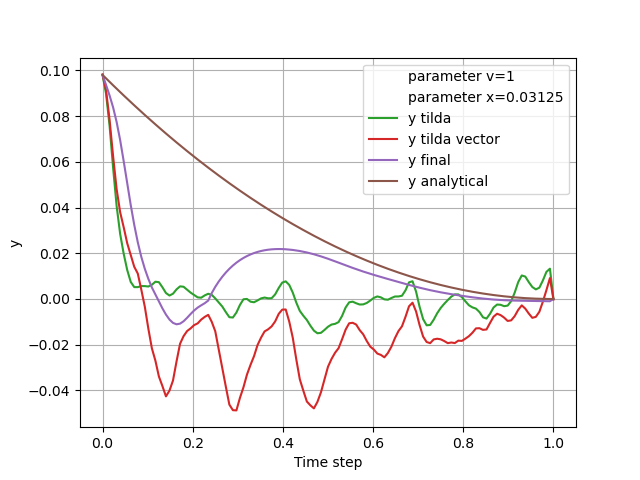 0.10
0.08
0.06
0.04
0.02
0.00
−0.02
−0.04
y
parameter v=1
parameter x=0.03125
y tilda
y tilda vector
y final
y analytical
0.0 0.2 0.4 0.6 0.8 1.0
Time step